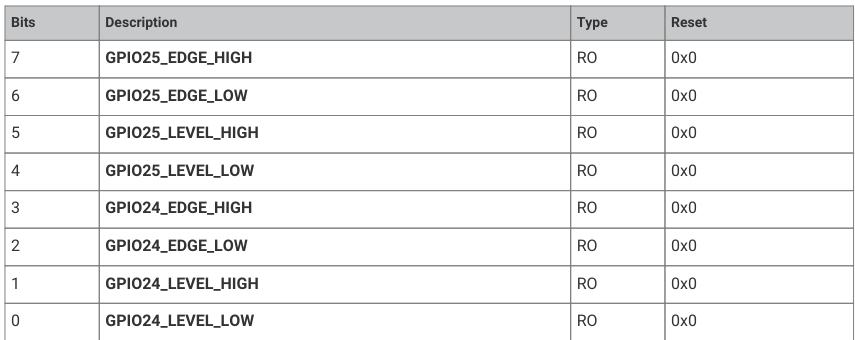 Bits Description Type Reset
7 GPIO25_EDGE_HIGH RO 0x0
6 GPIO25_EDGE_LOW RO 0x0
5 GPIO25_LEVEL_HIGH RO 0x0
4 GPIO25_LEVEL_LOW RO 0x0
3 GPIO24_EDGE_HIGH RO 0x0
2 GPIO24_EDGE_LOW RO 0x0
1 GPIO24_LEVEL_HIGH RO 0x0
0 GPIO24_LEVEL_LOW RO 0x0